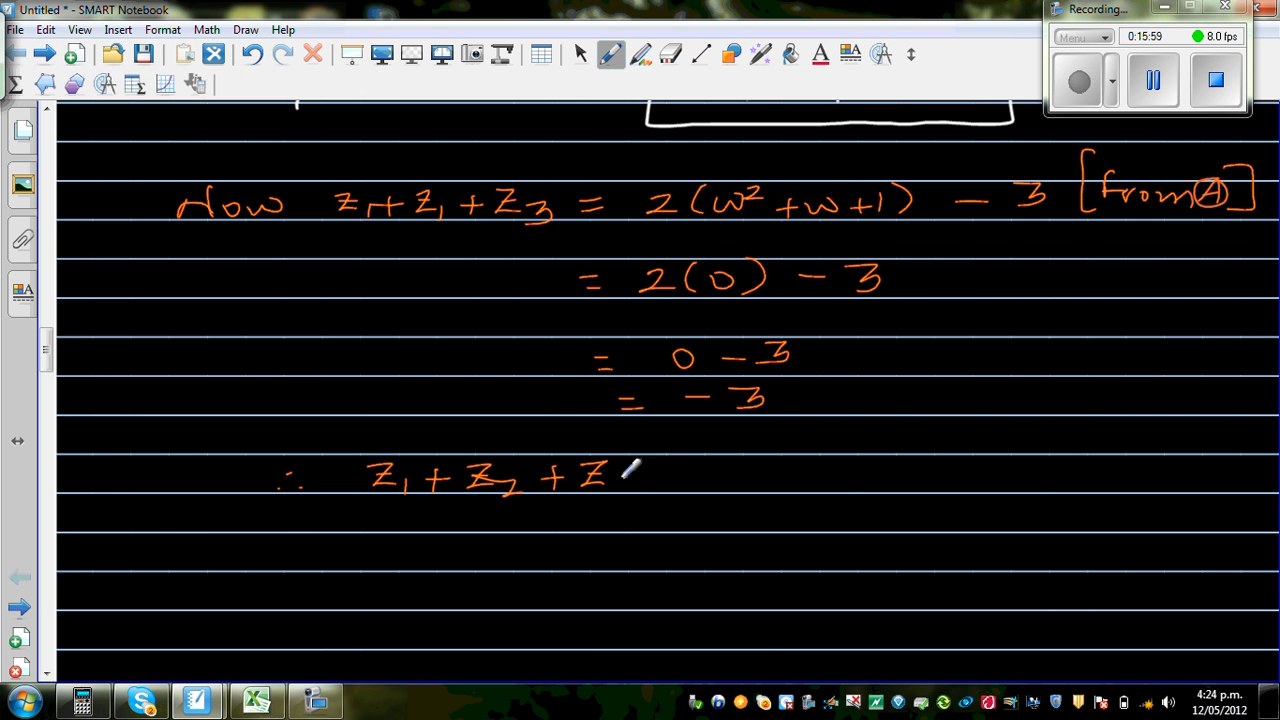 Untitled * - SMART Notebook
Recording...
File Edit View Insert Format Math Draw Help
Menu 0:15:59 8.0 fps
Now z₁+z₁+z₃ = 2(w²+w+1) - 3 [from Ⓐ]
= 2(0) - 3
= 0 - 3
= - 3
∴ z₁+z₂+z
4:24 p.m.
12/05/2012